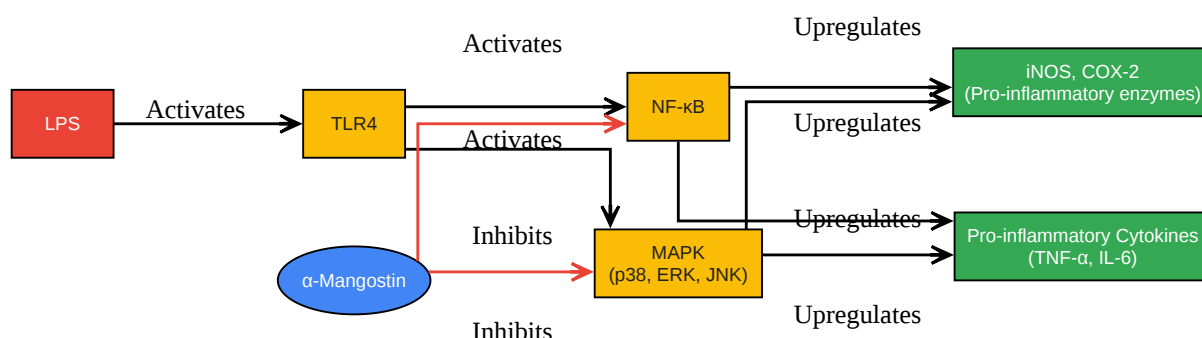 Activates
Upregulates
iNOS, COX-2
(Pro-inflammatory enzymes)
LPS
Activates
TLR4
NF-κB
Activates
Upregulates
Upregulates
Inhibits
α-Mangostin
MAPK
(p38, ERK, JNK)
Pro-inflammatory Cytokines
(TNF-α, IL-6)
Upregulates
Inhibits